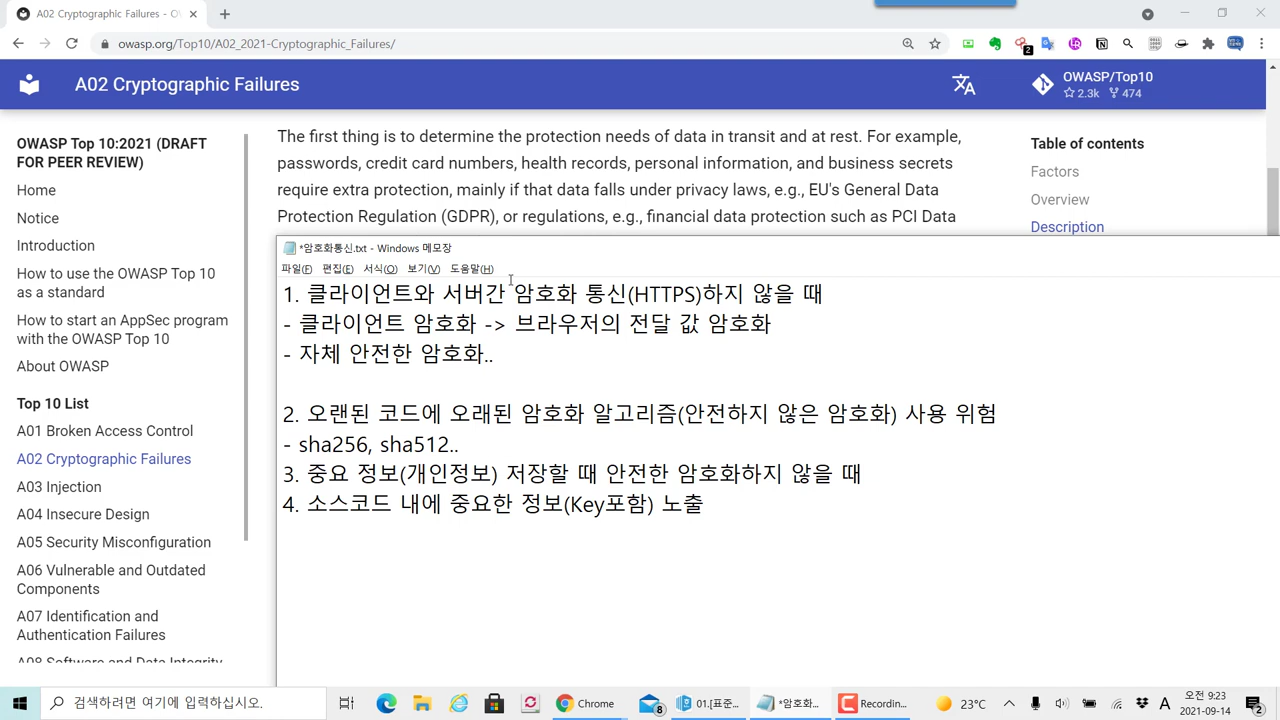 A02 Cryptographic Failures - O
owasp.org/Top10/A02_2021-Cryptographic_Failures/
2
A02 Cryptographic Failures
OWASP/Top10
2.3k 474
OWASP Top 10:2021 (DRAFT
FOR PEER REVIEW)
Home
Notice
Introduction
How to use the OWASP Top 10
as a standard
How to start an AppSec program
with the OWASP Top 10
About OWASP
Top 10 List
A01 Broken Access Control
A02 Cryptographic Failures
A03 Injection
A04 Insecure Design
A05 Security Misconfiguration
A06 Vulnerable and Outdated
Components
A07 Identification and
Authentication Failures
A08 Software and Data Integrity
The first thing is to determine the protection needs of data in transit and at rest. For example,
passwords, credit card numbers, health records, personal information, and business secrets
require extra protection, mainly if that data falls under privacy laws, e.g., EU's General Data
Protection Regulation (GDPR), or regulations, e.g., financial data protection such as PCI Data
Table of contents
Factors
Overview
Description
*암호화통신.txt - Windows 메모장
파일(F) 편집(E) 서식(O) 보기(V) 도움말(H)
1. 클라이언트와 서버간 암호화 통신(HTTPS)하지 않을 때
- 클라이언트 암호화 -> 브라우저의 전달 값 암호화
- 자체 안전한 암호화..
2. 오랜된 코드에 오래된 암호화 알고리즘(안전하지 않은 암호화) 사용 위험
- sha256, sha512..
3. 중요 정보(개인정보) 저장할 때 안전한 암호화하지 않을 때
4. 소스코드 내에 중요한 정보(Key포함) 노출
검색하려면 여기에 입력하십시오.
Chrome
8
01.[표준...
*암호화...
Recordin...
23°C
A
오전 9:23
2021-09-14
2